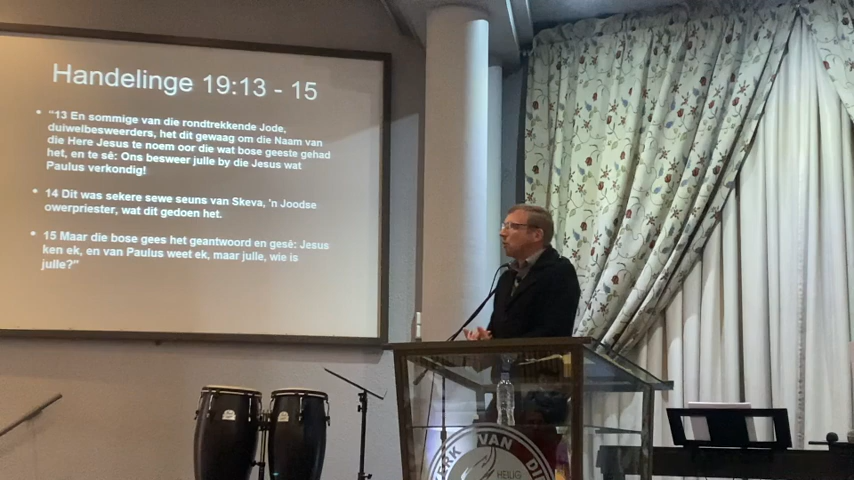 Handelinge 19:13 - 15
• "13 En sommige van die rondtrekkende Jode,
duiwelbesweerders, het dit gewaag om die Naam van
die Here Jesus te noem oor die wat bose geeste gehad
het, en te sê: Ons besweer julle by die Jesus wat
Paulus verkondig!
• 14 Dit was sekere sewe seuns van Skeva, 'n Joodse
owerpriester, wat dit gedoen het.
• 15 Maar die bose gees het geantwoord en gesê: Jesus
ken ek, en van Paulus weet ek, maar julle, wie is
julle?"
KERK VAN DIE
HEILIG